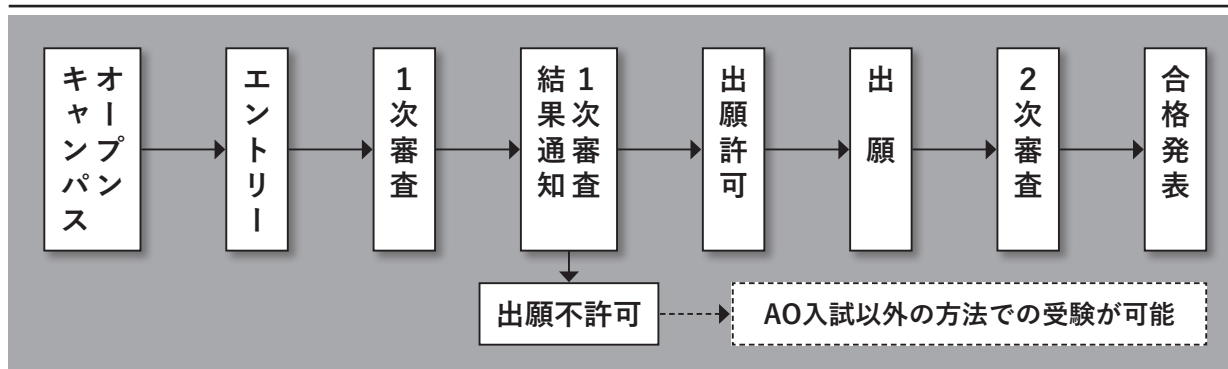 オープン
キャンパス
エントリー
1次審査
1次審査
結果通知
出願許可
出願
2次審査
合格発表
出願不許可
AO入試以外の方法での受験が可能